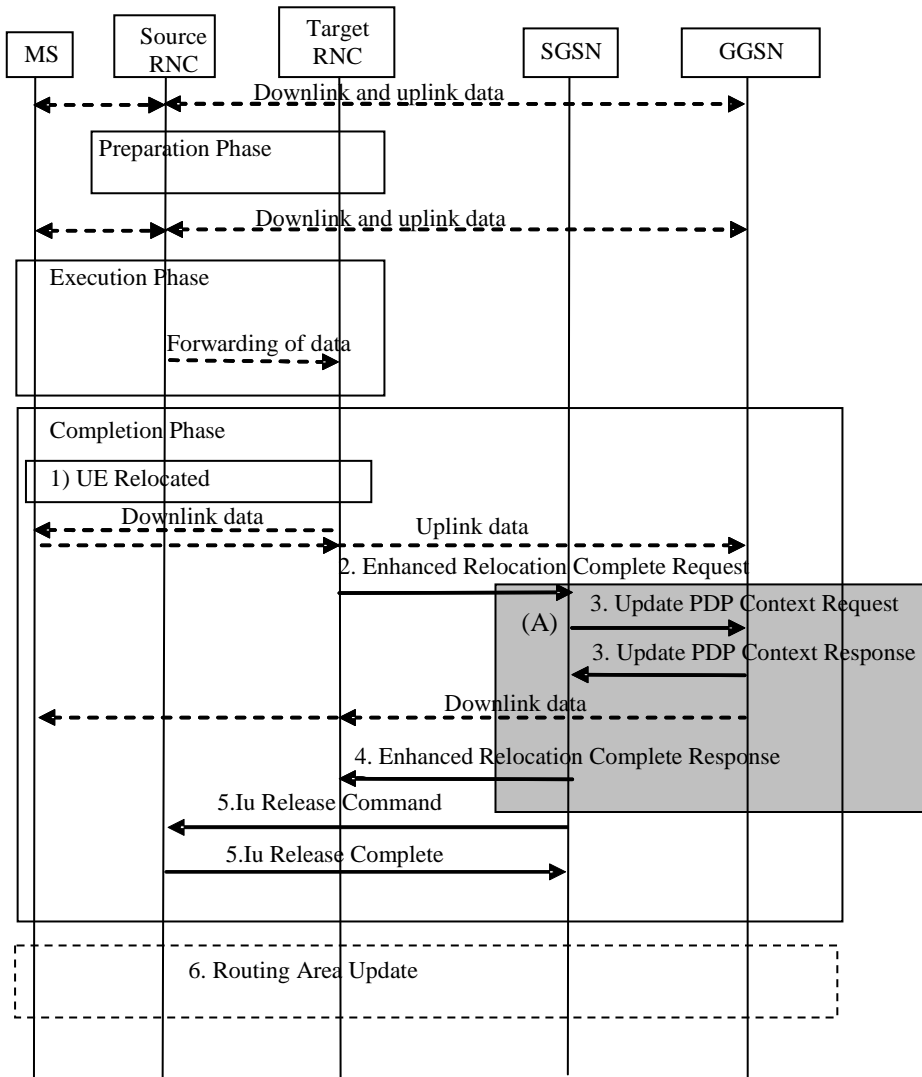 MS
Source
RNC
Target
RNC
SGSN
GGSN
Downlink and uplink data
Preparation Phase
Downlink and uplink data
Execution Phase
Forwarding of data
Completion Phase
1) UE Relocated
Downlink data
Uplink data
2. Enhanced Relocation Complete Request
(A)
3. Update PDP Context Request
3. Update PDP Context Response
Downlink data
4. Enhanced Relocation Complete Response
5.Iu Release Command
5.Iu Release Complete
6. Routing Area Update